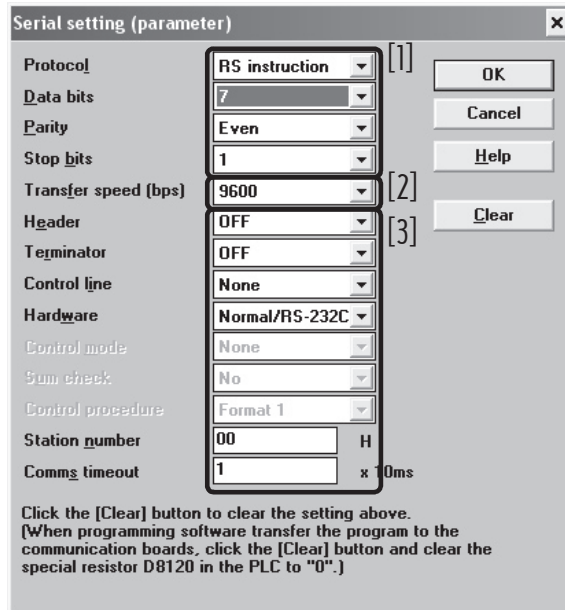 Serial setting (parameter)
Protocol RS instruction [1] OK
Data bits 7
Parity Even Cancel
Stop bits 1 Help
Transfer speed (bps) 9600 [2]
Header OFF [3] Clear
Terminator OFF
Control line None
Hardware Normal/RS-232C
Control mode None
Sum check No
Control procedure Format 1
Station number 00 H
Comms timeout 1 x 10ms
Click the [Clear] button to clear the setting above.
(When programming software transfer the program to the
communication boards, click the [Clear] button and clear the
special resistor D8120 in the PLC to "0".)